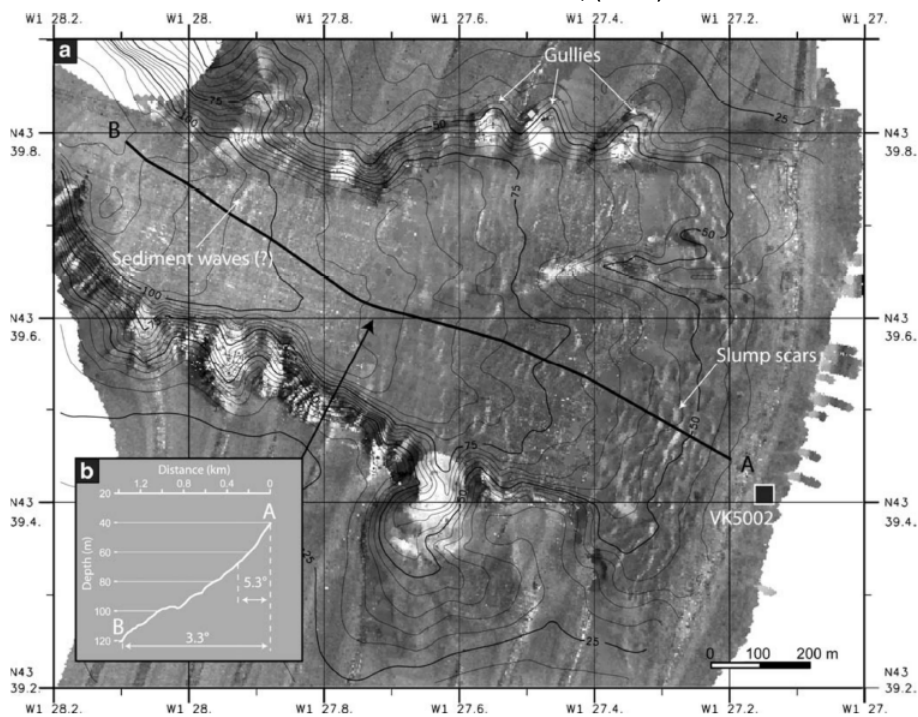 W1 28.2. W1 28. W1 27.8. W1 27.6. W1 27.4. W1 27.2. W1 27.
a
Gullies
B
N43
39.8.
N43
39.8.
75
100
50
25
75
50
Sediment waves (?)
100
N43
39.6.
N43
39.6.
Slump scars
50
75
A
b
Distance (km)
1.2 0.8 0.4 0
20
40
60
80
100
120
Depth (m)
A
5.3°
B
3.3°
N43
39.4.
VK5002
25
25
0 200 m
N43
39.2
N43
39.2
W1 28.2. W1 28. W1 27.8. W1 27.6. W1 27.4. W1 27.2. W1 27.